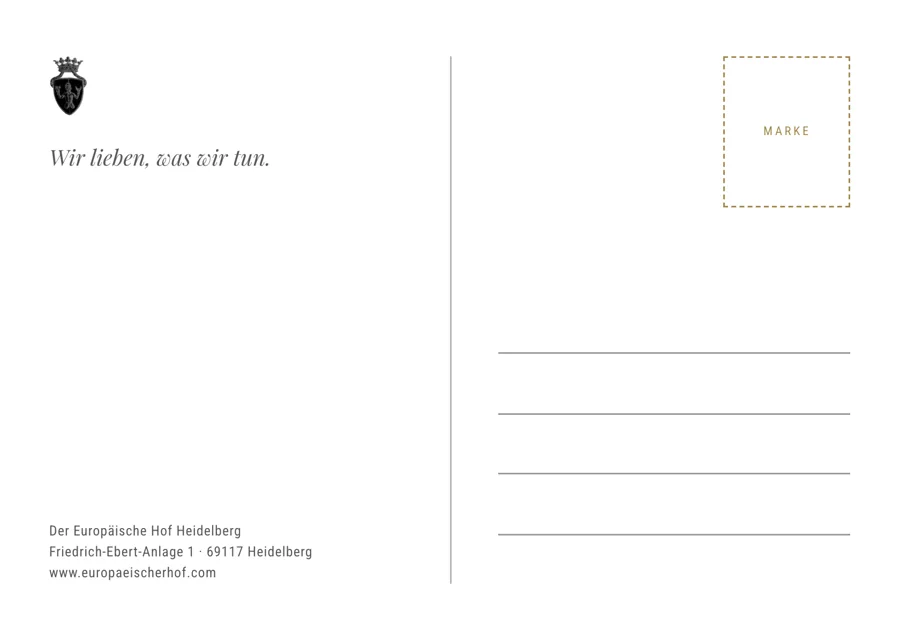 Wir lieben, was wir tun.
MARKE
Der Europäische Hof Heidelberg
Friedrich-Ebert-Anlage 1 · 69117 Heidelberg
www.europaeischerhof.com